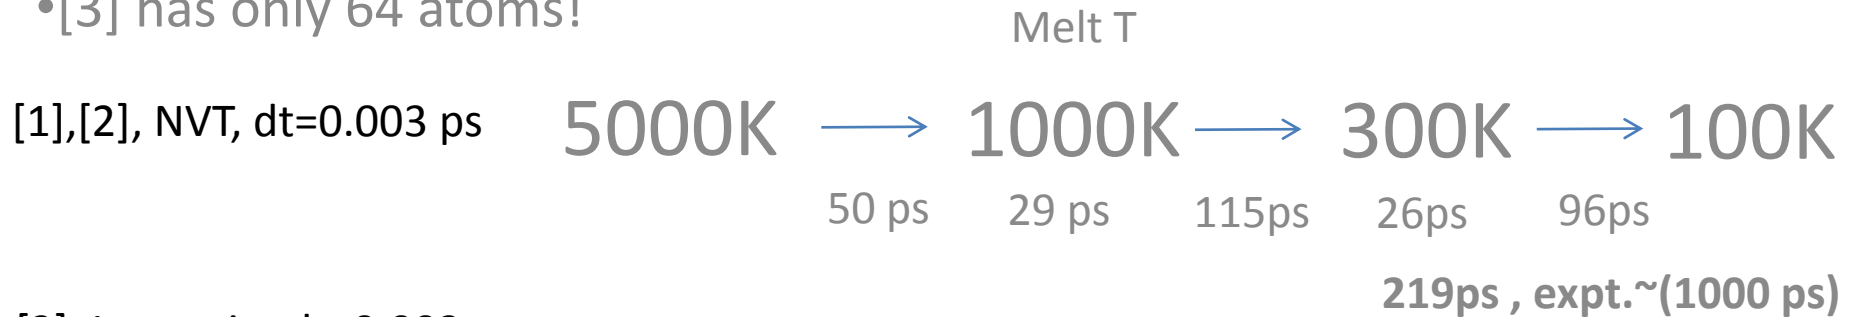 •[3] has only 64 atoms!
Melt T
[1],[2], NVT, dt=0.003 ps 5000K 1000K 300K 100K
50 ps 29 ps 115ps 26ps 96ps
219ps , expt.~(1000 ps)